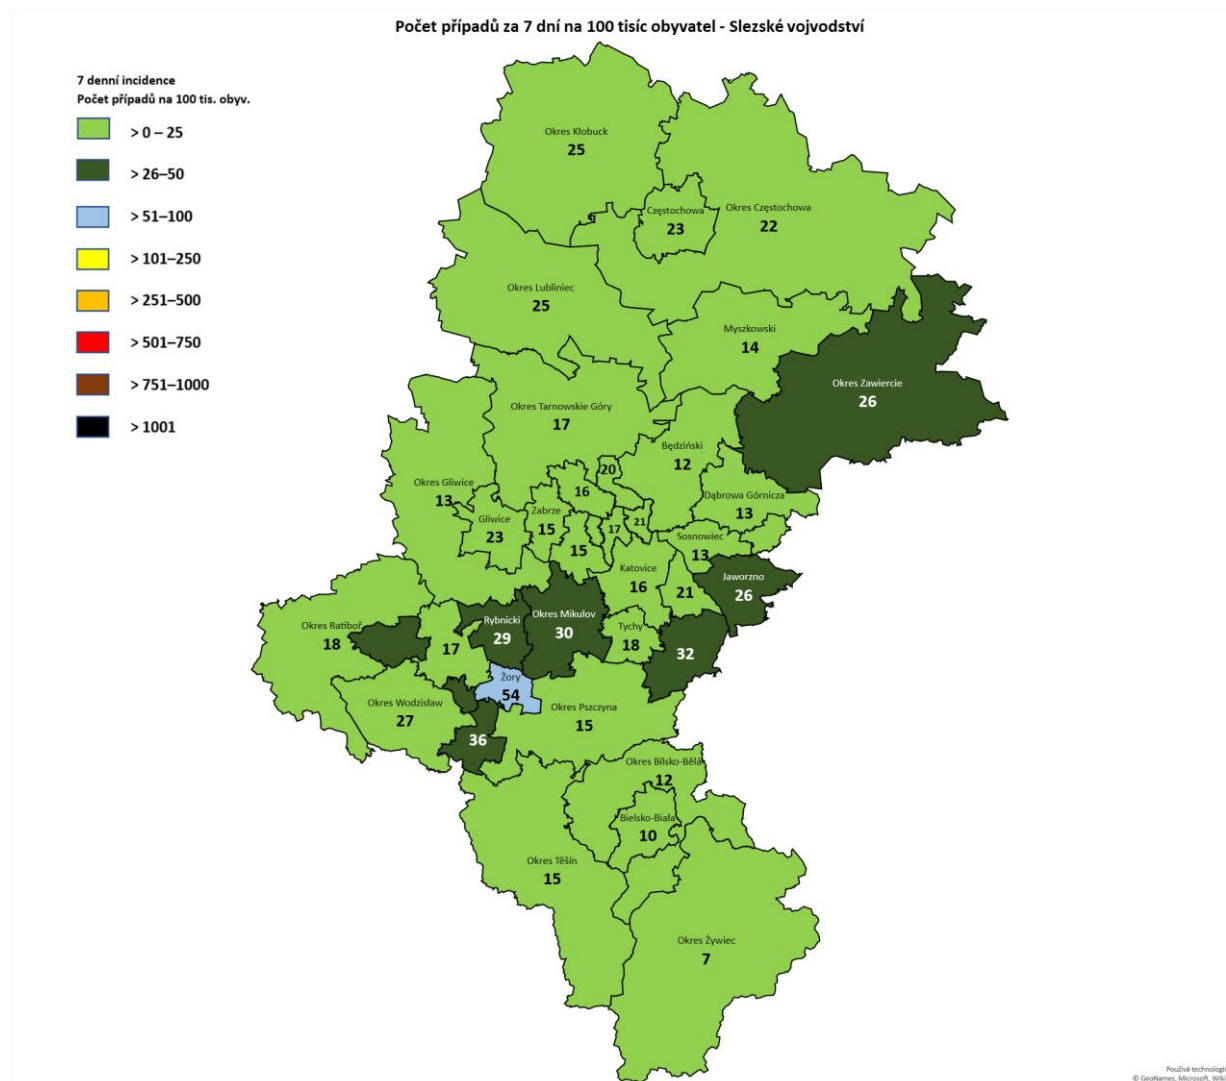 Počet případů za 7 dní na 100 tisíc obyvatel - Slezské vojvodství
7 denní incidence
Počet případů na 100 tis. obyv.
> 0 – 25
> 26–50
> 51–100
> 101–250
> 251–500
> 501–750
> 751–1000
> 1001
Okres Kłobuck
25
Częstochowa
23
Okres Częstochowa
22
Okres Lubliniec
25
Myszkowski
14
Okres Zawiercie
26
Okres Tarnowskie Góry
17
Będziński
12
20
16
Okres Gliwice
13
Dąbrowa Górnicza
13
Gliwice
23
Zabrze
15
17
21
15
Sosnowiec
13
Katovice
16
21
Jaworzno
26
Okres Ratiboř
18
17
Rybnicki
29
Okres Mikulov
30
Tychy
18
32
Żory
54
Okres Wodzisław
27
36
Okres Pszczyna
15
Okres Bílsko-Bělá
12
Bielsko-Biała
10
Okres Těšín
15
Okres Żywiec
7
Používá technologi
© GeoNames, Microsoft, Wiki